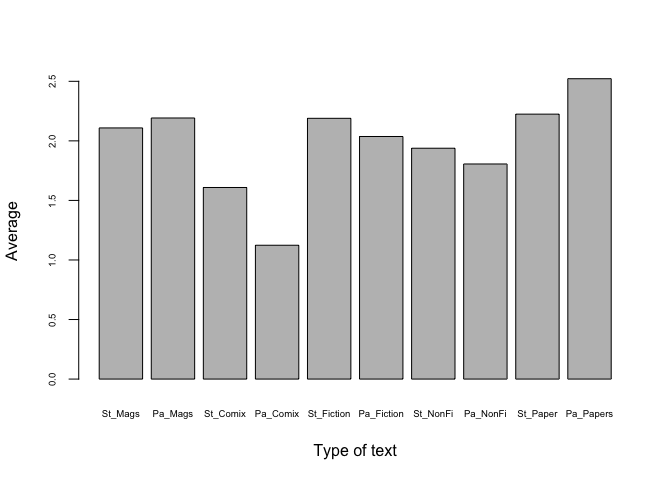 Average
2.5
2.0
1.5
1.0
0.5
0.0
St_Mags Pa_Mags St_Comix Pa_Comix St_Fiction Pa_Fiction St_NonFi Pa_NonFi St_Paper Pa_Papers
Type of text